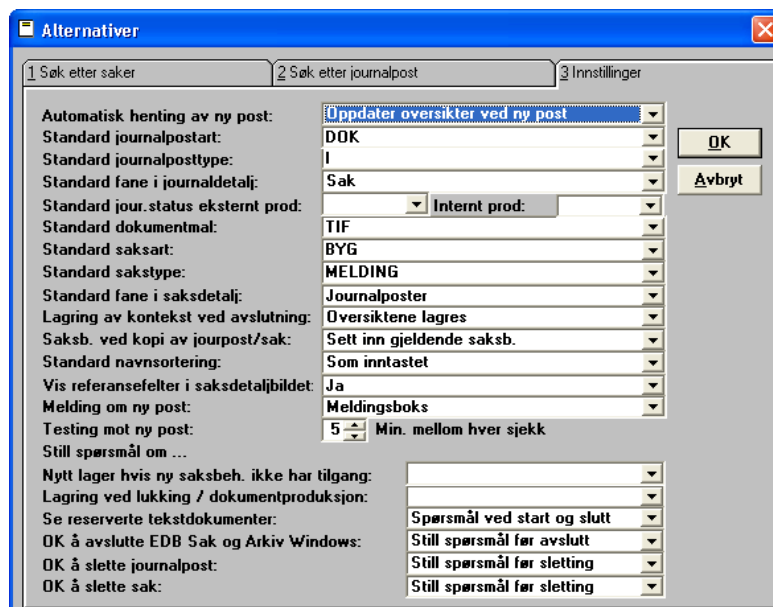 Alternativer
1 Søk etter saker 2 Søk etter journalpost 3 Innstillinger
Automatisk henting av ny post: Oppdater oversikter ved ny post
Standard journalpostart: DOK
OK
Standard journalposttype: I
Standard fane i journaldetalj: Sak
Avbryt
Standard jour.status eksternt prod: Internt prod:
Standard dokumentmal: TIF
Standard saksart: BYG
Standard sakstype: MELDING
Standard fane i saksdetalj: Journalposter
Lagring av kontekst ved avslutning: Oversiktene lagres
Saksb. ved kopi av jourpost/sak: Sett inn gjeldende saksb.
Standard navnsortering: Som inntastet
Vis referansefelter i saksdetaljbildet: Ja
Melding om ny post: Meldingsboks
Testing mot ny post: 5 Min. mellom hver sjekk
Still spørsmål om ...
Nytt lager hvis ny saksbeh. ikke har tilgang:
Lagring ved lukking / dokumentproduksjon:
Se reserverte tekstdokumenter: Spørsmål ved start og slutt
OK å avslutte EDB Sak og Arkiv Windows: Still spørsmål før avslutt
OK å slette journalpost: Still spørsmål før sletting
OK å slette sak: Still spørsmål før sletting